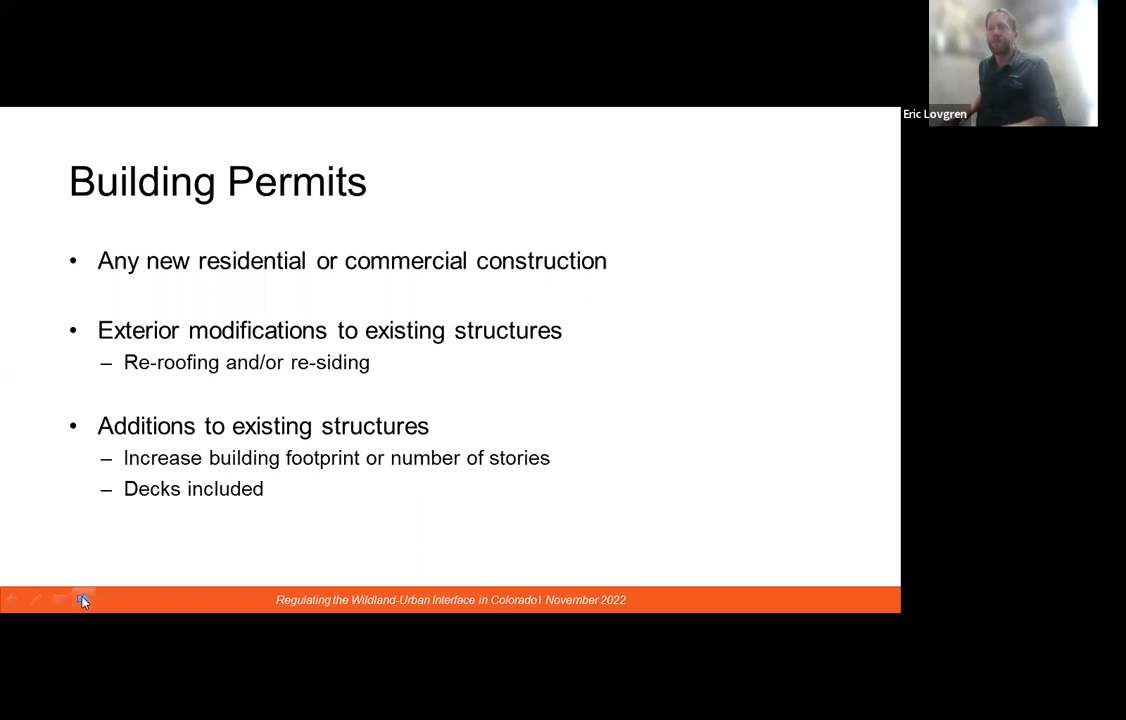 Eric Lovgren
Building Permits
• Any new residential or commercial construction
• Exterior modifications to existing structures
– Re-roofing and/or re-siding
• Additions to existing structures
– Increase building footprint or number of stories
– Decks included
Regulating the Wildland-Urban Interface in Colorado| November 2022